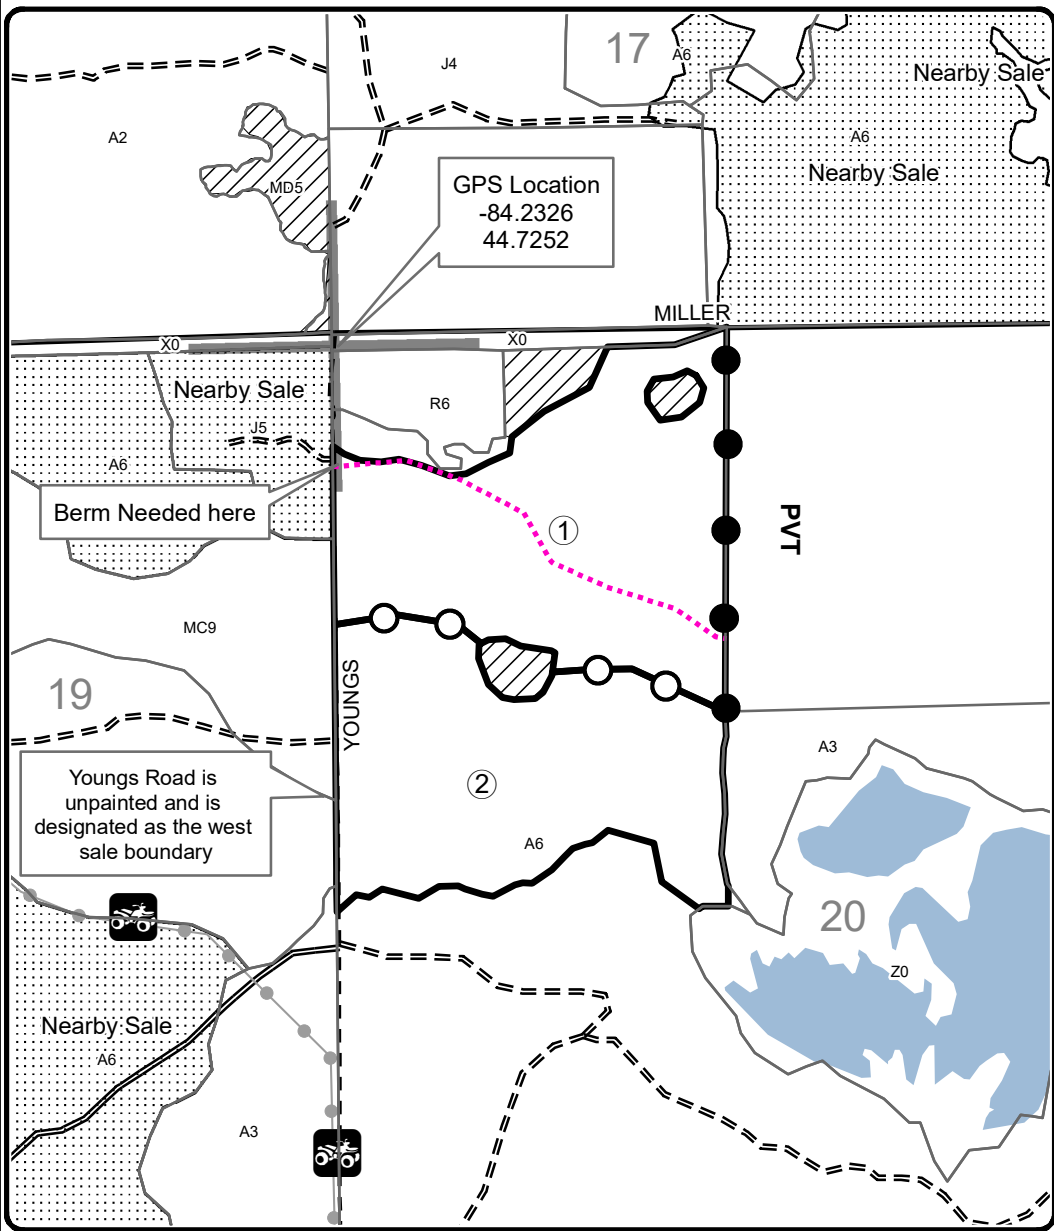 17
A6
J4
Nearby Sale
A2
A6
Nearby Sale
MD5
GPS Location
-84.2326
44.7252
MILLER
X0
X0
Nearby Sale
R6
J5
A6
Berm Needed here
①
PVT
MC9
19
YOUNGS
A3
Youngs Road is
unpainted and is
designated as the west
sale boundary
②
A6
20
Z0
Nearby Sale
A6
A3